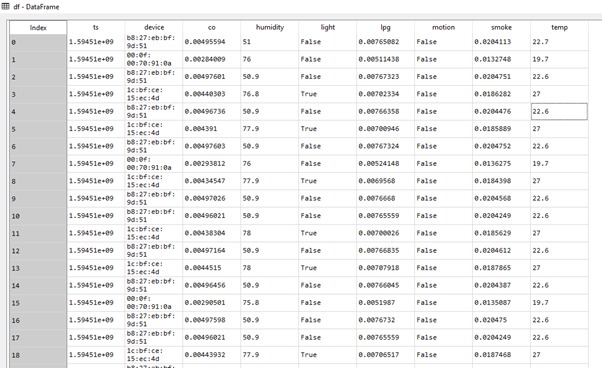 df - DataFrame
Index ts device co humidity light lpg motion smoke temp
0 1.59451e+09 b8:27:eb:bf:9d:51 0.00495594 51 False 0.00765082 False 0.0204113 22.7
1 1.59451e+09 00:0f:00:70:91:0a 0.00284009 76 False 0.00511438 False 0.0132748 19.7
2 1.59451e+09 b8:27:eb:bf:9d:51 0.00497601 50.9 False 0.00767323 False 0.0204751 22.6
3 1.59451e+09 1c:bf:ce:15:ec:4d 0.00440303 76.8 True 0.00702334 False 0.0186282 27
4 1.59451e+09 b8:27:eb:bf:9d:51 0.00496736 50.9 False 0.00766358 False 0.0204476 22.6
5 1.59451e+09 1c:bf:ce:15:ec:4d 0.004391 77.9 True 0.00700946 False 0.0185889 27
6 1.59451e+09 b8:27:eb:bf:9d:51 0.00497603 50.9 False 0.00767324 False 0.0204752 22.6
7 1.59451e+09 00:0f:00:70:91:0a 0.00293812 76 False 0.00524148 False 0.0136275 19.7
8 1.59451e+09 1c:bf:ce:15:ec:4d 0.00434547 77.9 True 0.0069568 False 0.0184398 27
9 1.59451e+09 b8:27:eb:bf:9d:51 0.00497026 50.9 False 0.0076668 False 0.0204568 22.6
10 1.59451e+09 b8:27:eb:bf:9d:51 0.00496021 50.9 False 0.00765559 False 0.0204249 22.6
11 1.59451e+09 1c:bf:ce:15:ec:4d 0.00438304 78 True 0.00700026 False 0.0185629 27
12 1.59451e+09 b8:27:eb:bf:9d:51 0.00497164 50.9 False 0.00766835 False 0.0204612 22.6
13 1.59451e+09 1c:bf:ce:15:ec:4d 0.0044515 78 True 0.00707918 False 0.0187865 27
14 1.59451e+09 b8:27:eb:bf:9d:51 0.00496456 50.9 False 0.00766045 False 0.0204387 22.6
15 1.59451e+09 00:0f:00:70:91:0a 0.00290501 75.8 False 0.0051987 False 0.0135087 19.7
16 1.59451e+09 b8:27:eb:bf:9d:51 0.00497598 50.9 False 0.0076732 False 0.020475 22.6
17 1.59451e+09 b8:27:eb:bf:9d:51 0.00496021 50.9 False 0.00765559 False 0.0204249 22.6
18 1.59451e+09 1c:bf:ce:15:ec:4d 0.00443932 77.9 True 0.00706517 False 0.0187468 27